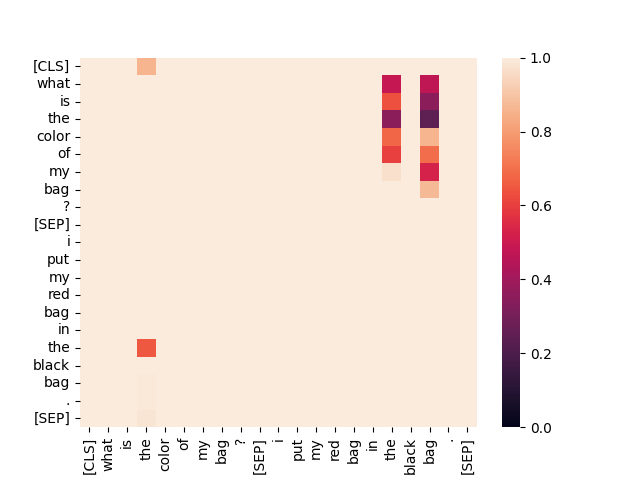 [CLS]
what
is
the
color
of
my
bag
?
[SEP]
i
put
my
red
bag
in
the
black
bag
.
[SEP]
[CLS]
what
is
the
color
of
my
bag
?
[SEP]
i
put
my
red
bag
in
the
black
bag
.
[SEP]
1.0
0.8
0.6
0.4
0.2
0.0